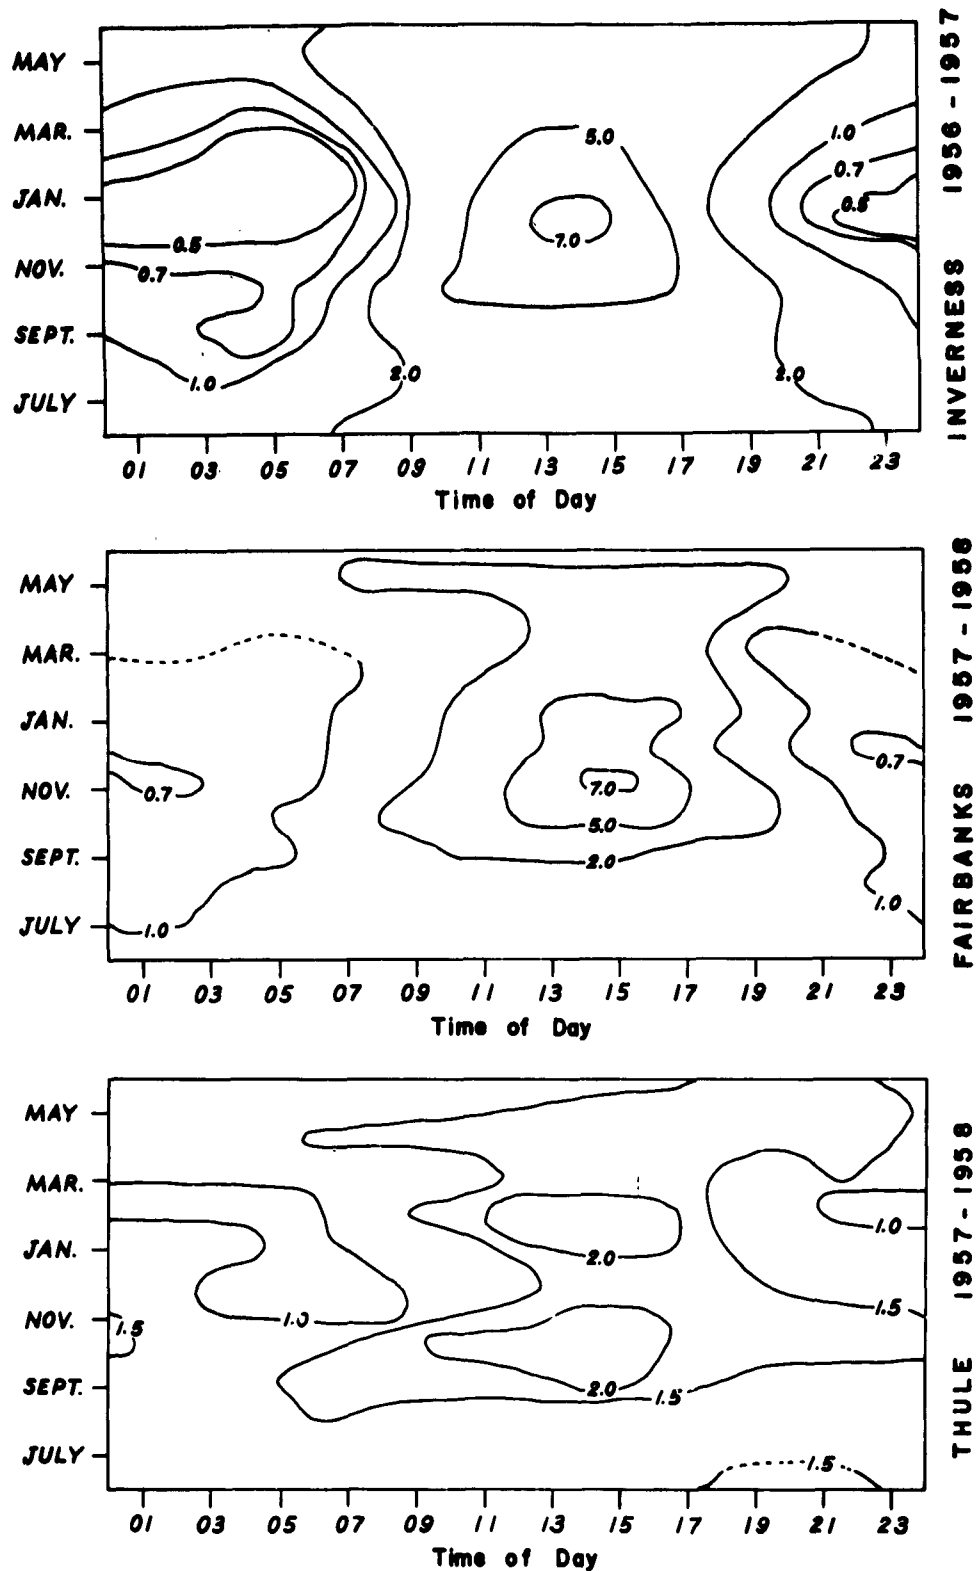 INVERNESS 1956-1957
MAY
MAR.
JAN.
NOV.
SEPT.
JULY
5.0
1.0
0.7
0.5
7.0
0.5
0.7
1.0
2.0
2.0
01 03 05 07 09 11 13 15 17 19 21 23
Time of Day
FAIRBANKS 1957-1958
MAY
MAR.
JAN.
NOV.
SEPT.
JULY
0.7
0.7
7.0
5.0
2.0
1.0
1.0
01 03 05 07 09 11 13 15 17 19 21 23
Time of Day
THULE 1957-1958
MAY
MAR.
JAN.
NOV.
SEPT.
JULY
1.0
2.0
1.5
1.0
1.5
2.0
1.5
1.5
01 03 05 07 09 11 13 15 17 19 21 23
Time of Day